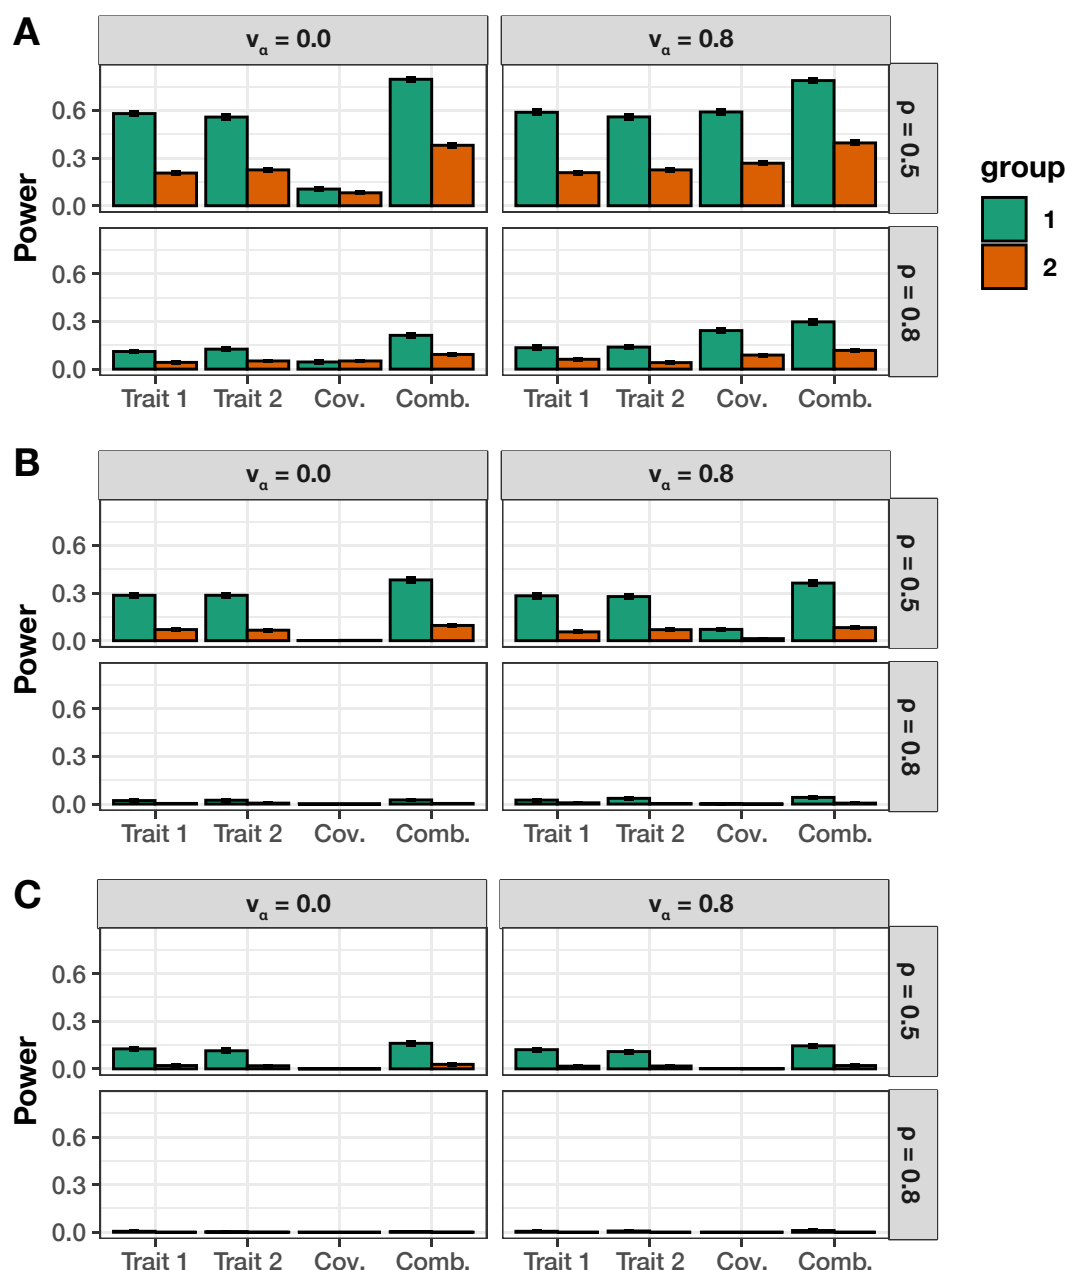 A
vα = 0.0
vα = 0.8
Power
0.6
0.3
0.0
ρ = 0.5
0.6
0.3
0.0
ρ = 0.8
Trait 1 Trait 2 Cov. Comb.
Trait 1 Trait 2 Cov. Comb.
group
1
2
B
vα = 0.0
vα = 0.8
Power
0.6
0.3
0.0
ρ = 0.5
0.6
0.3
0.0
ρ = 0.8
Trait 1 Trait 2 Cov. Comb.
Trait 1 Trait 2 Cov. Comb.
C
vα = 0.0
vα = 0.8
Power
0.6
0.3
0.0
ρ = 0.5
0.6
0.3
0.0
ρ = 0.8
Trait 1 Trait 2 Cov. Comb.
Trait 1 Trait 2 Cov. Comb.